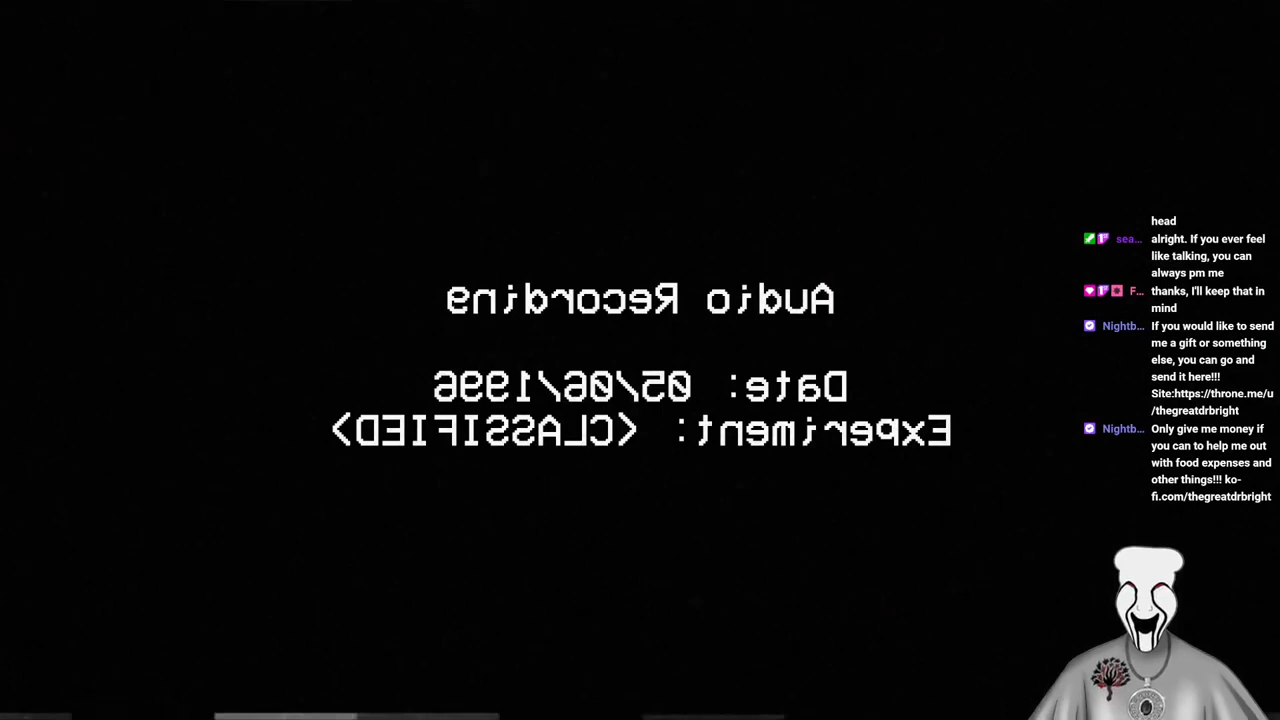 Audio Recording
Date: 05/06/1996
Experiment: <CLASSIFIED>
head
sea... alright. If you ever feel
like talking, you can
always pm me
F... thanks, I'll keep that in
mind
Nightb... If you would like to send
me a gift or something
else, you can go and
send it here!!!
Site:https://throne.me/u
/thegreatdrbright
Nightb... Only give me money if
you can to help me out
with food expenses and
other things!!! ko-
fi.com/thegreatdrbright